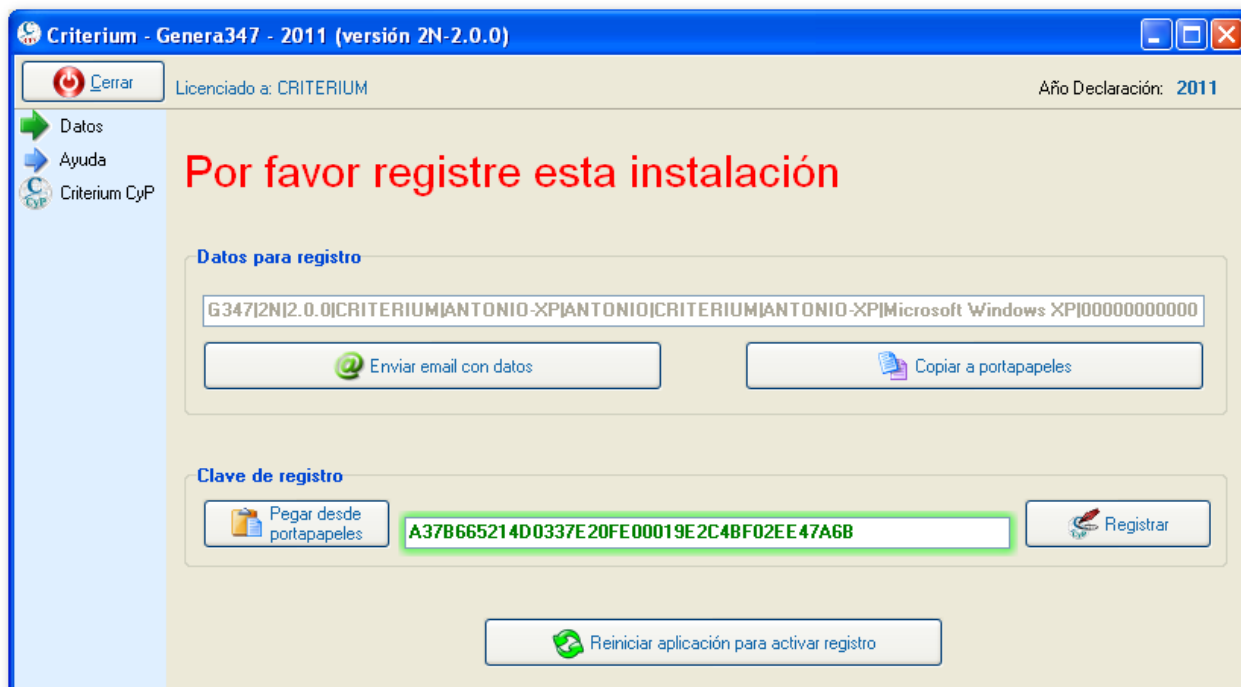 Criterium - Genera347 - 2011 (versión 2N-2.0.0)
Cerrar
Licenciado a: CRITERIUM
Año Declaración: 2011
Datos
Ayuda
Criterium CyP
Por favor registre esta instalación
Datos para registro
G347|2N|2.0.0|CRITERIUM|ANTONIO-XP|ANTONIO|CRITERIUM|ANTONIO-XP|Microsoft Windows XP|00000000000
Enviar email con datos
Copiar a portapapeles
Clave de registro
Pegar desde
portapapeles
A37B665214D0337E20FE00019E2C4BF02EE47A6B
Registrar
Reiniciar aplicación para activar registro